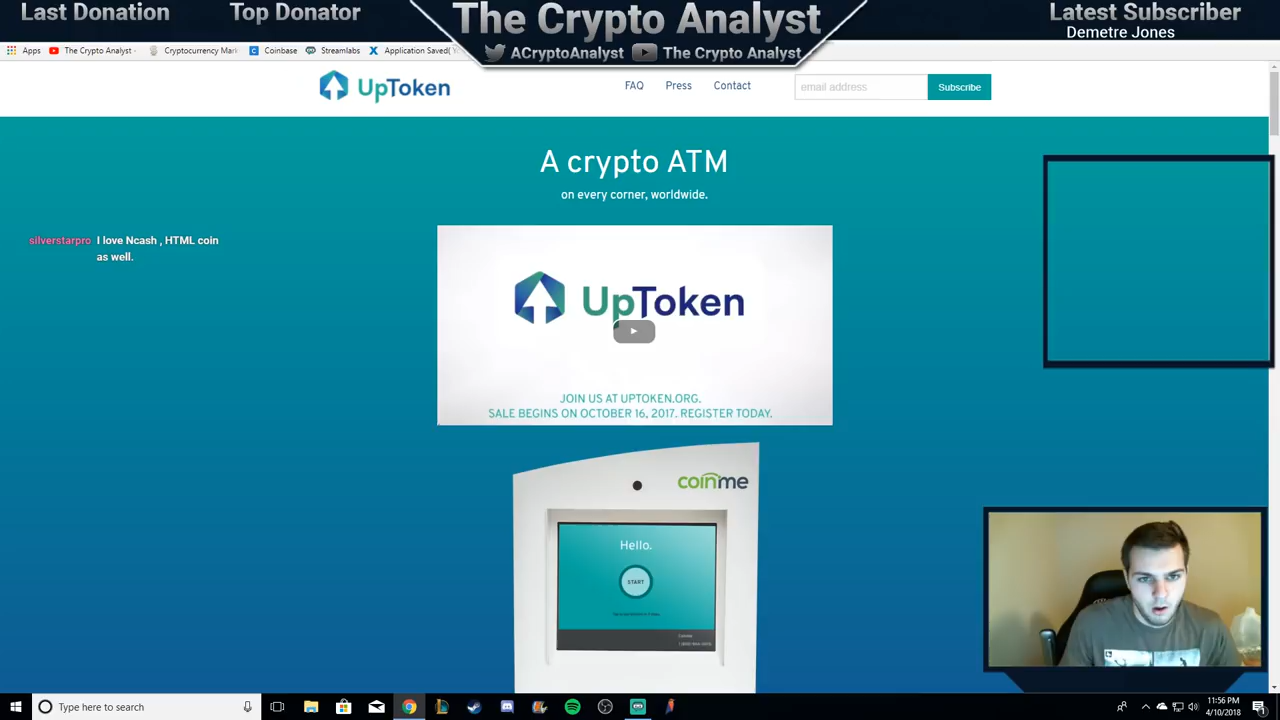 Last Donation
Top Donator
The Crypto Analyst
Latest Subscriber
Demetre Jones
ACryptoAnalyst
The Crypto Analyst
Apps
The Crypto Analyst -
Cryptocurrency Mark
Coinbase
Streamlabs
Application Saved(Y
UpToken
FAQ
Press
Contact
email address
Subscribe
A crypto ATM
on every corner, worldwide.
silverstarpro I love Ncash , HTML coin
as well.
UpToken
JOIN US AT UPTOKEN.ORG.
SALE BEGINS ON OCTOBER 16, 2017. REGISTER TODAY.
coinme
Hello.
START
Type here to search
11:56 PM
4/10/2018